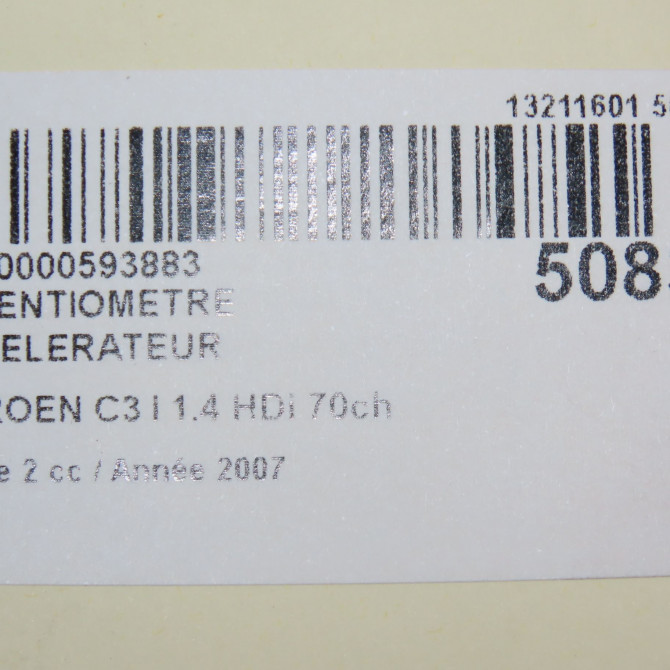 13211601 5
0000593883
508
ENTIOMETRE
ELERATEUR
ROEN C3 I 1.4 HDi 70ch
e 2 cc / Année 2007